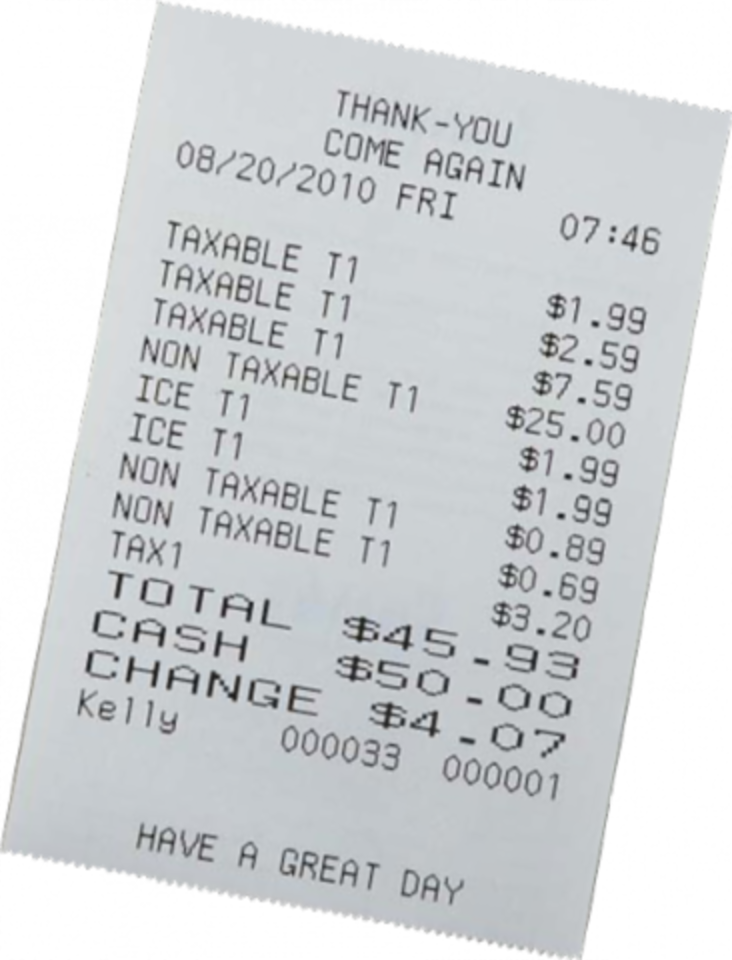 THANK-YOU
COME AGAIN
08/20/2010 FRI 07:46
TAXABLE T1 $1.99
TAXABLE T1 $2.59
TAXABLE T1 $7.59
NON TAXABLE T1 $25.00
ICE T1 $1.99
ICE T1 $1.99
NON TAXABLE T1 $0.89
NON TAXABLE T1 $0.69
TAX1 $3.20
TOTAL $45.93
CASH $50.00
CHANGE $4.07
Kelly 000033 000001
HAVE A GREAT DAY